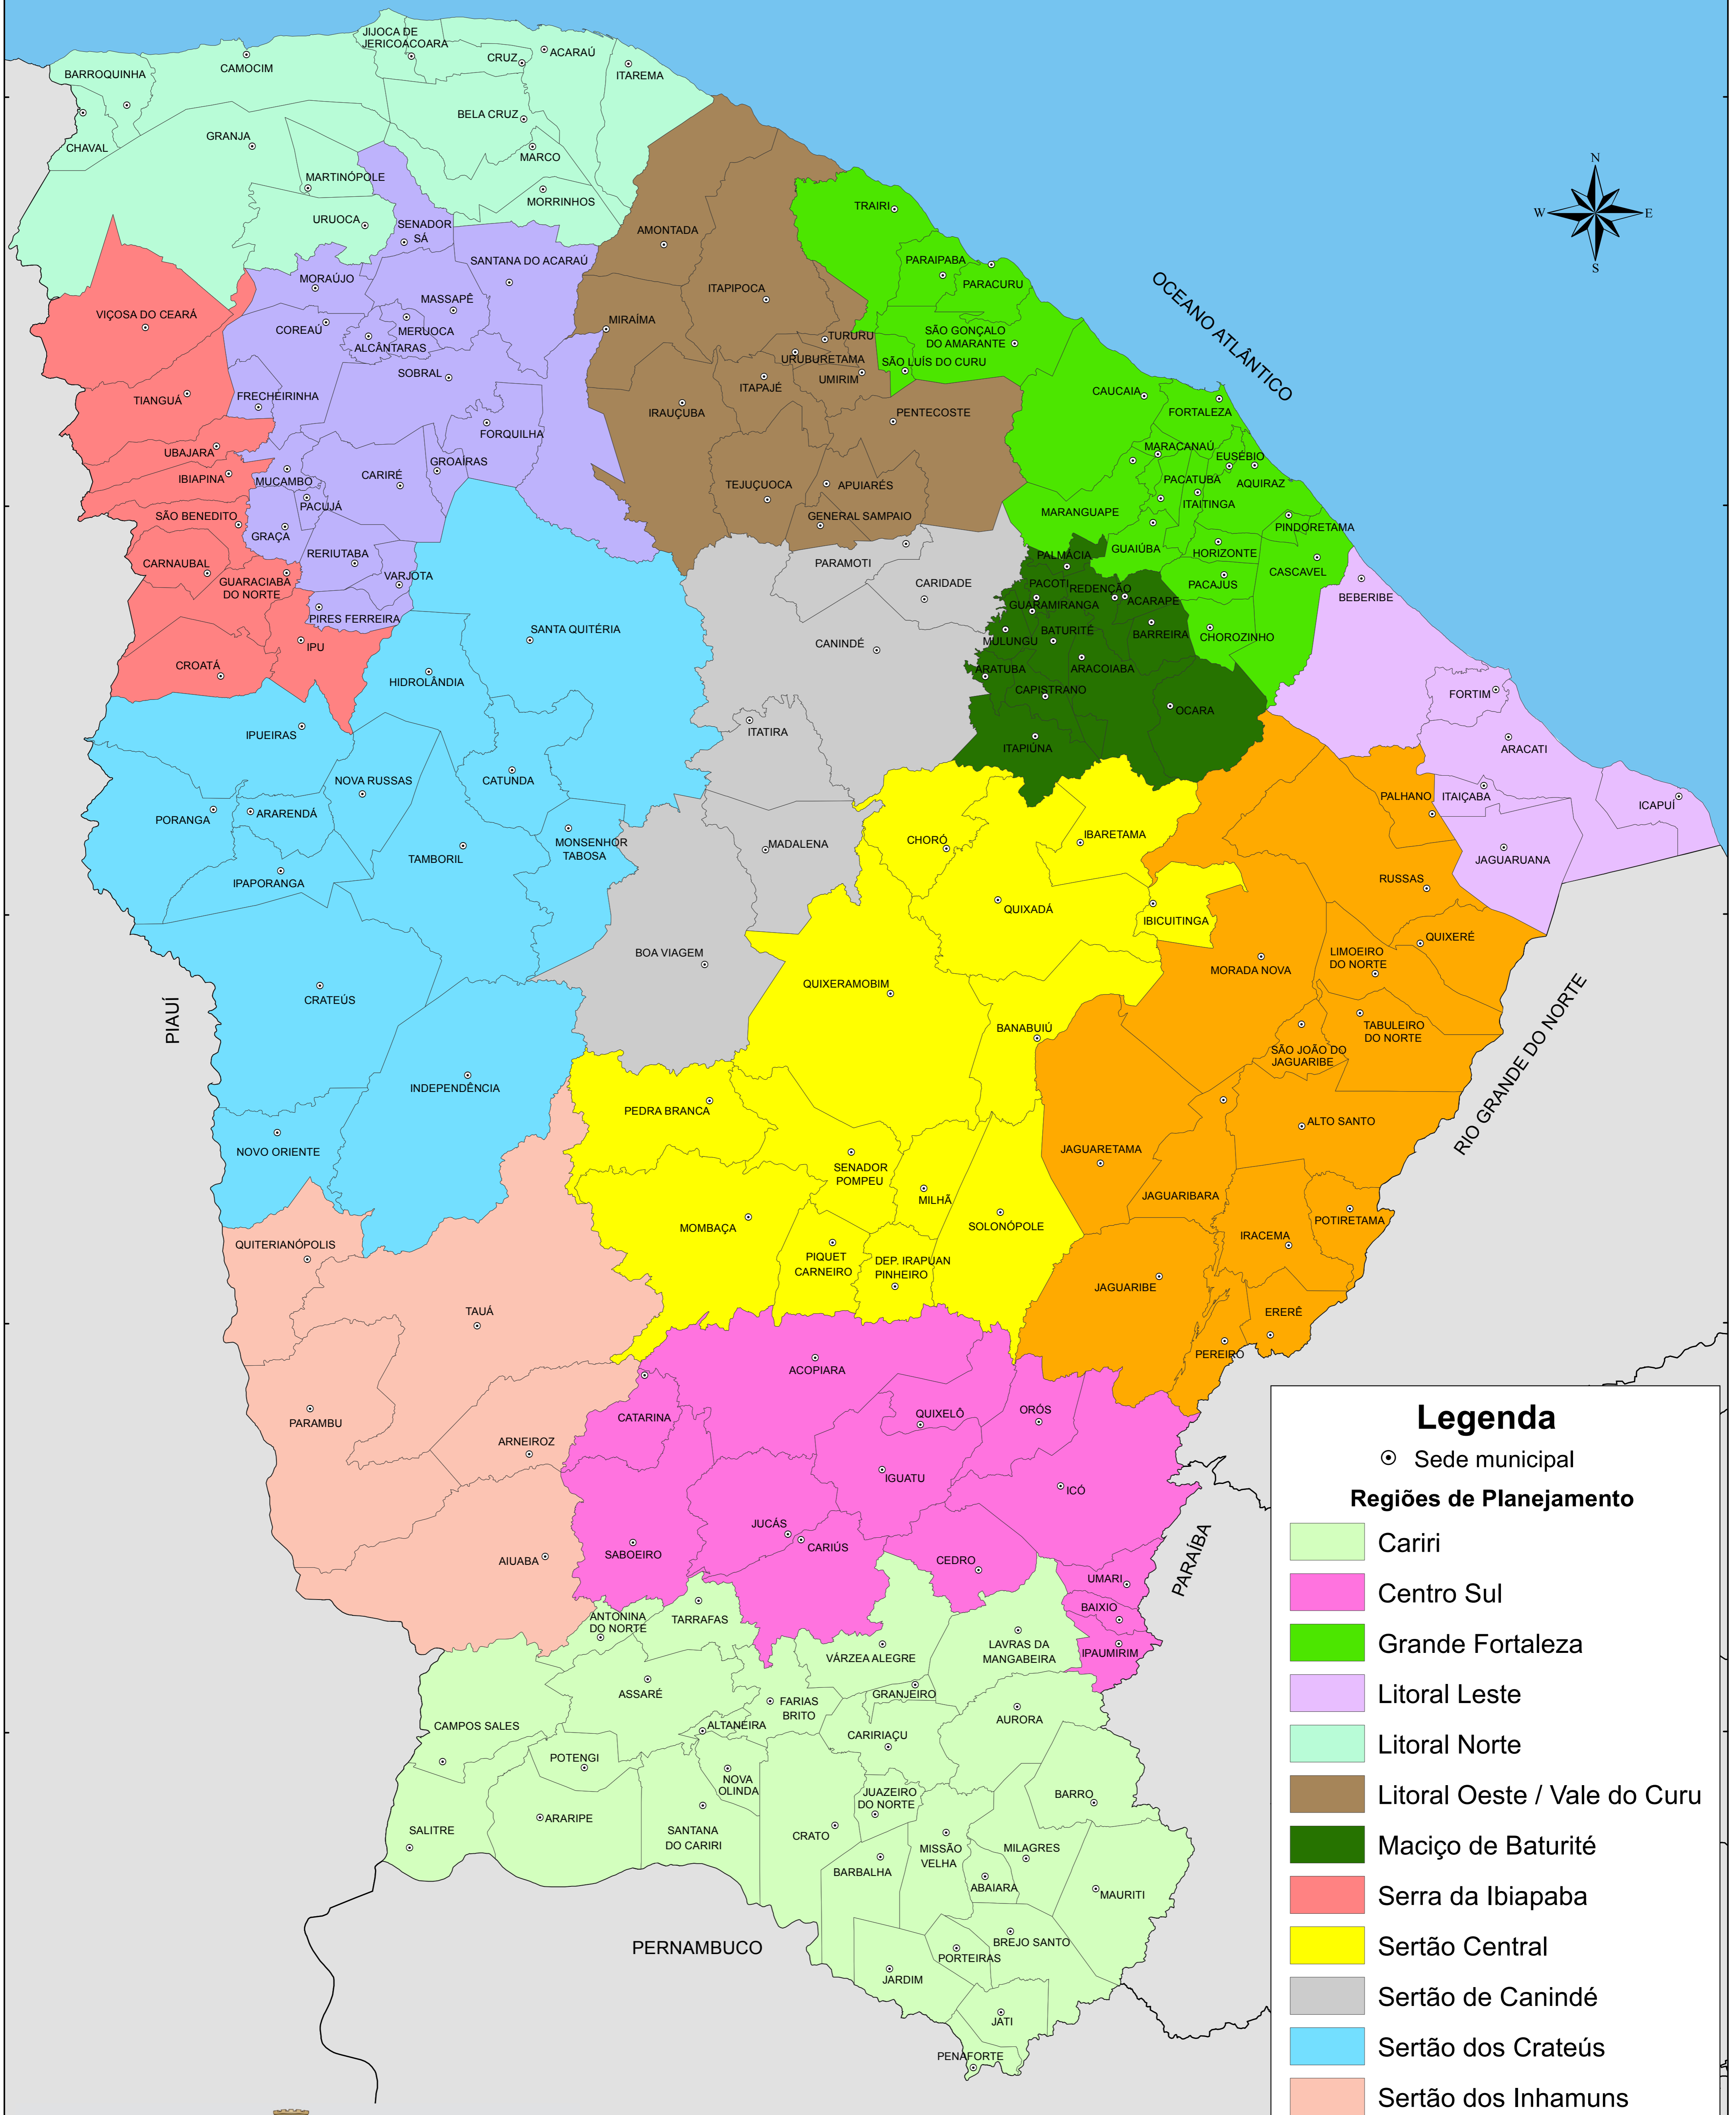 JIJOCA DE
JERICOACOARA
CRUZ
ACARAÚ
BARROQUINHA
CAMOCIM
ITAREMA
BELA CRUZ
CHAVAL
GRANJA
MARCO
MARTINÓPOLE
MORRINHOS
URUOCA
SENADOR
SÁ
AMONTADA
TRAIRI
N
W
E
S
SANTANA DO ACARAÚ
PARAIPABA
PARACURU
MORAÚJO
ITAPIPOCA
MASSAPÊ
VIÇOSA DO CEARÁ
MIRAÍMA
COREAÚ
MERUOCA
ALCÂNTARAS
TURURU
SÃO GONÇALO
DO AMARANTE
OCEANO ATLÂNTICO
URUBURETAMA
SÃO LUÍS DO CURU
SOBRAL
UMIRIM
ITAPAJÉ
TIANGUÁ
FRECHEIRINHA
CAUCAIA
FORTALEZA
IRAUÇUBA
PENTECOSTE
FORQUILHA
UBAJARA
MARACANAÚ
EUSÉBIO
GROAÍRAS
IBIAPINA
MUCAMBO
CARIRÉ
PACATUBA
AQUIRAZ
TEJUÇUOCA
APUIARÉS
PACUJÁ
ITAITINGA
SÃO BENEDITO
GENERAL SAMPAIO
MARANGUAPE
PINDORETAMA
GRAÇA
RERIUTABA
PALMÁCIA
GUAIÚBA
HORIZONTE
CARNAUBAL
GUARACIABA
DO NORTE
VARJOTA
PARAMOTI
CARIDADE
CASCAVEL
PACOTI
REDENÇÃO
PACAJUS
BEBERIBE
GUARAMIRANGA
ACARAPE
PIRES FERREIRA
SANTA QUITÉRIA
BATURITÉ
BARREIRA
CHOROZINHO
MULUNGU
IPU
CANINDÉ
CROATÁ
ARATUBA
ARACOIABA
HIDROLÂNDIA
CAPISTRANO
FORTIM
OCARA
IPUEIRAS
ITATIRA
ITAPIÚNA
ARACATI
NOVA RUSSAS
CATUNDA
PALHANO
ITAIÇABA
ICAPUÍ
PORANGA
ARARENDÁ
IBARETAMA
MONSENHOR
TABOSA
MADALENA
CHORÓ
TAMBORIL
JAGUARUANA
IPAPORANGA
RUSSAS
QUIXADÁ
IBICUITINGA
QUIXERÉ
BOA VIAGEM
LIMOEIRO
DO NORTE
MORADA NOVA
QUIXERAMOBIM
CRATEÚS
PIAUÍ
BANABUIÚ
TABULEIRO
DO NORTE
SÃO JOÃO DO
JAGUARIBE
RIO GRANDE DO NORTE
INDEPENDÊNCIA
PEDRA BRANCA
ALTO SANTO
NOVO ORIENTE
JAGUARETAMA
SENADOR
POMPEU
MILHÃ
JAGUARIBARA
MOMBAÇA
SOLONÓPOLE
POTIRETAMA
QUITERIANÓPOLIS
IRACEMA
PIQUET
CARNEIRO
DEP. IRAPUAN
PINHEIRO
JAGUARIBE
TAUÁ
ERERÊ
PEREIRO
ACOPIARA
CATARINA
QUIXELÔ
ORÓS
PARAMBU
ARNEIROZ
IGUATU
ICÓ
JUCÁS
CARIÚS
SABOEIRO
AIUABA
CEDRO
PARAÍBA
UMARI
BAIXIO
ANTONINA
DO NORTE
TARRAFAS
LAVRAS DA
MANGABEIRA
VÁRZEA ALEGRE
IPAUMIRIM
ASSARÉ
GRANJEIRO
FARIAS
BRITO
AURORA
CAMPOS SALES
ALTANEIRA
CARIRIAÇU
POTENGI
NOVA
OLINDA
JUAZEIRO
DO NORTE
BARRO
ARARIPE
SALITRE
SANTANA
DO CARIRI
CRATO
MISSÃO
VELHA
MILAGRES
BARBALHA
ABAIARA
MAURITI
PERNAMBUCO
BREJO SANTO
PORTEIRAS
JARDIM
JATI
PENAFORTE
Legenda
Sede municipal
Regiões de Planejamento
Cariri
Centro Sul
Grande Fortaleza
Litoral Leste
Litoral Norte
Litoral Oeste / Vale do Curu
Maciço de Baturité
Serra da Ibiapaba
Sertão Central
Sertão de Canindé
Sertão dos Crateús
Sertão dos Inhamuns